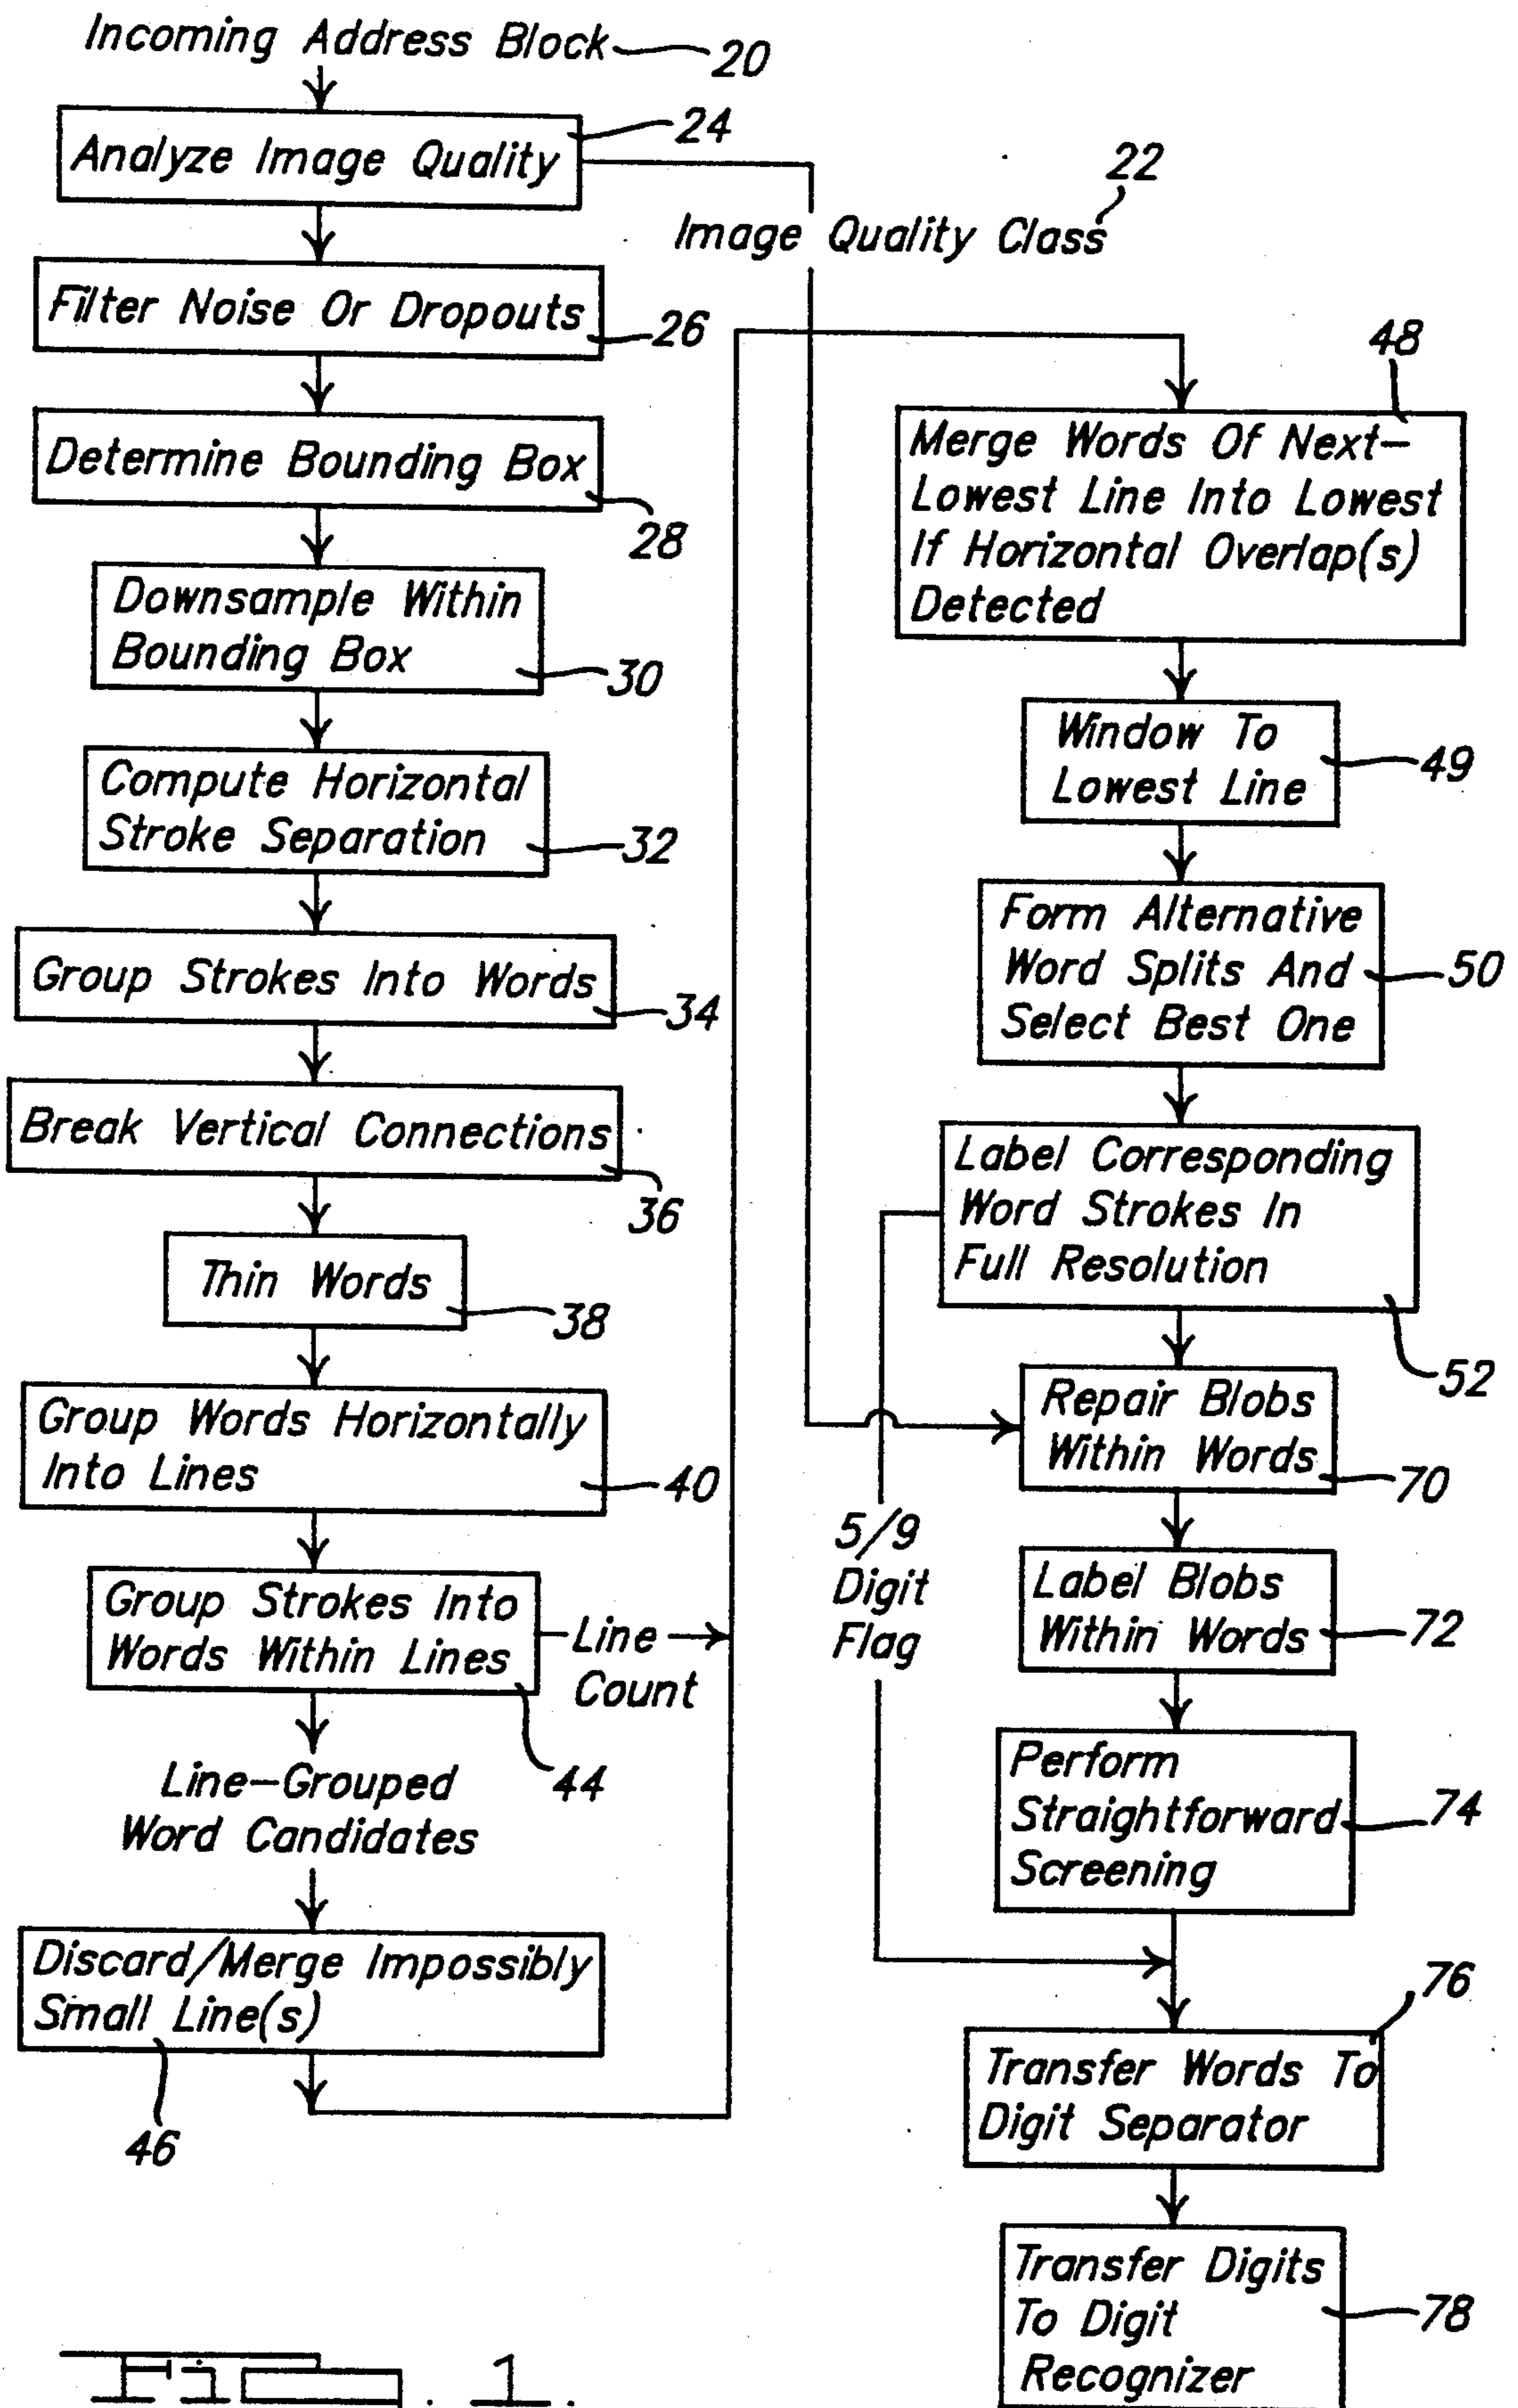 Incoming Address Block 20
Analyze Image Quality 24
22
Image Quality Class
Filter Noise Or Dropouts 26
Determine Bounding Box
28
Downsample Within
Bounding Box 30
Compute Horizontal
Stroke Separation 32
Group Strokes Into Words 34
Break Vertical Connections
36
Thin Words 38
Group Words Horizontally
Into Lines 40
Group Strokes Into
Words Within Lines
44
Line
Count
Line-Grouped
Word Candidates
Discard/Merge Impossibly
Small Line(s)
46
48
Merge Words Of Next-
Lowest Line Into Lowest
If Horizontal Overlap(s)
Detected
Window To
Lowest Line 49
Form Alternative
Word Splits And 50
Select Best One
Label Corresponding
Word Strokes In
Full Resolution
52
Repair Blobs
Within Words 70
5/9
Digit
Flag
Label Blobs
Within Words 72
Perform
Straightforward 74
Screening
76
Transfer Words To
Digit Separator
Transfer Digits
To Digit 78
Recognizer
Fig. 1.